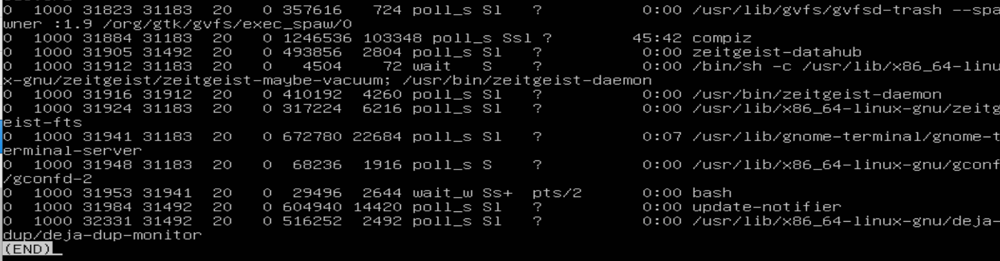 0  1000 31823 31183  20   0 357616   724 poll_s Sl   ?          0:00 /usr/lib/gvfs/gvfsd-trash --spa
wner :1.9 /org/gtk/gvfs/exec_spaw/0
0  1000 31884 31183  20   0 1246536 103348 poll_s Ssl ?        45:42 compiz
0  1000 31905 31492  20   0 493856  2804 poll_s Sl   ?          0:00 zeitgeist-datahub
0  1000 31912 31183  20   0   4504    72 wait   S    ?          0:00 /bin/sh -c /usr/lib/x86_64-linu
x-gnu/zeitgeist/zeitgeist-maybe-vacuum; /usr/bin/zeitgeist-daemon
0  1000 31916 31912  20   0 410192  4260 poll_s Sl   ?          0:00 /usr/bin/zeitgeist-daemon
0  1000 31924 31183  20   0 317224  6216 poll_s Sl   ?          0:00 /usr/lib/x86_64-linux-gnu/zeitg
eist-fts
0  1000 31941 31183  20   0 672780 22684 poll_s Sl   ?          0:07 /usr/lib/gnome-terminal/gnome-t
erminal-server
0  1000 31948 31183  20   0  68236  1916 poll_s S    ?          0:00 /usr/lib/x86_64-linux-gnu/gconf
/gconfd-2
0  1000 31953 31941  20   0  29496  2644 wait_w Ss+  pts/2      0:00 bash
0  1000 31984 31492  20   0 604940 14420 poll_s Sl   ?          0:00 update-notifier
0  1000 32331 31492  20   0 516252  2492 poll_s Sl   ?          0:00 /usr/lib/x86_64-linux-gnu/deja-
dup/deja-dup-monitor
(END)